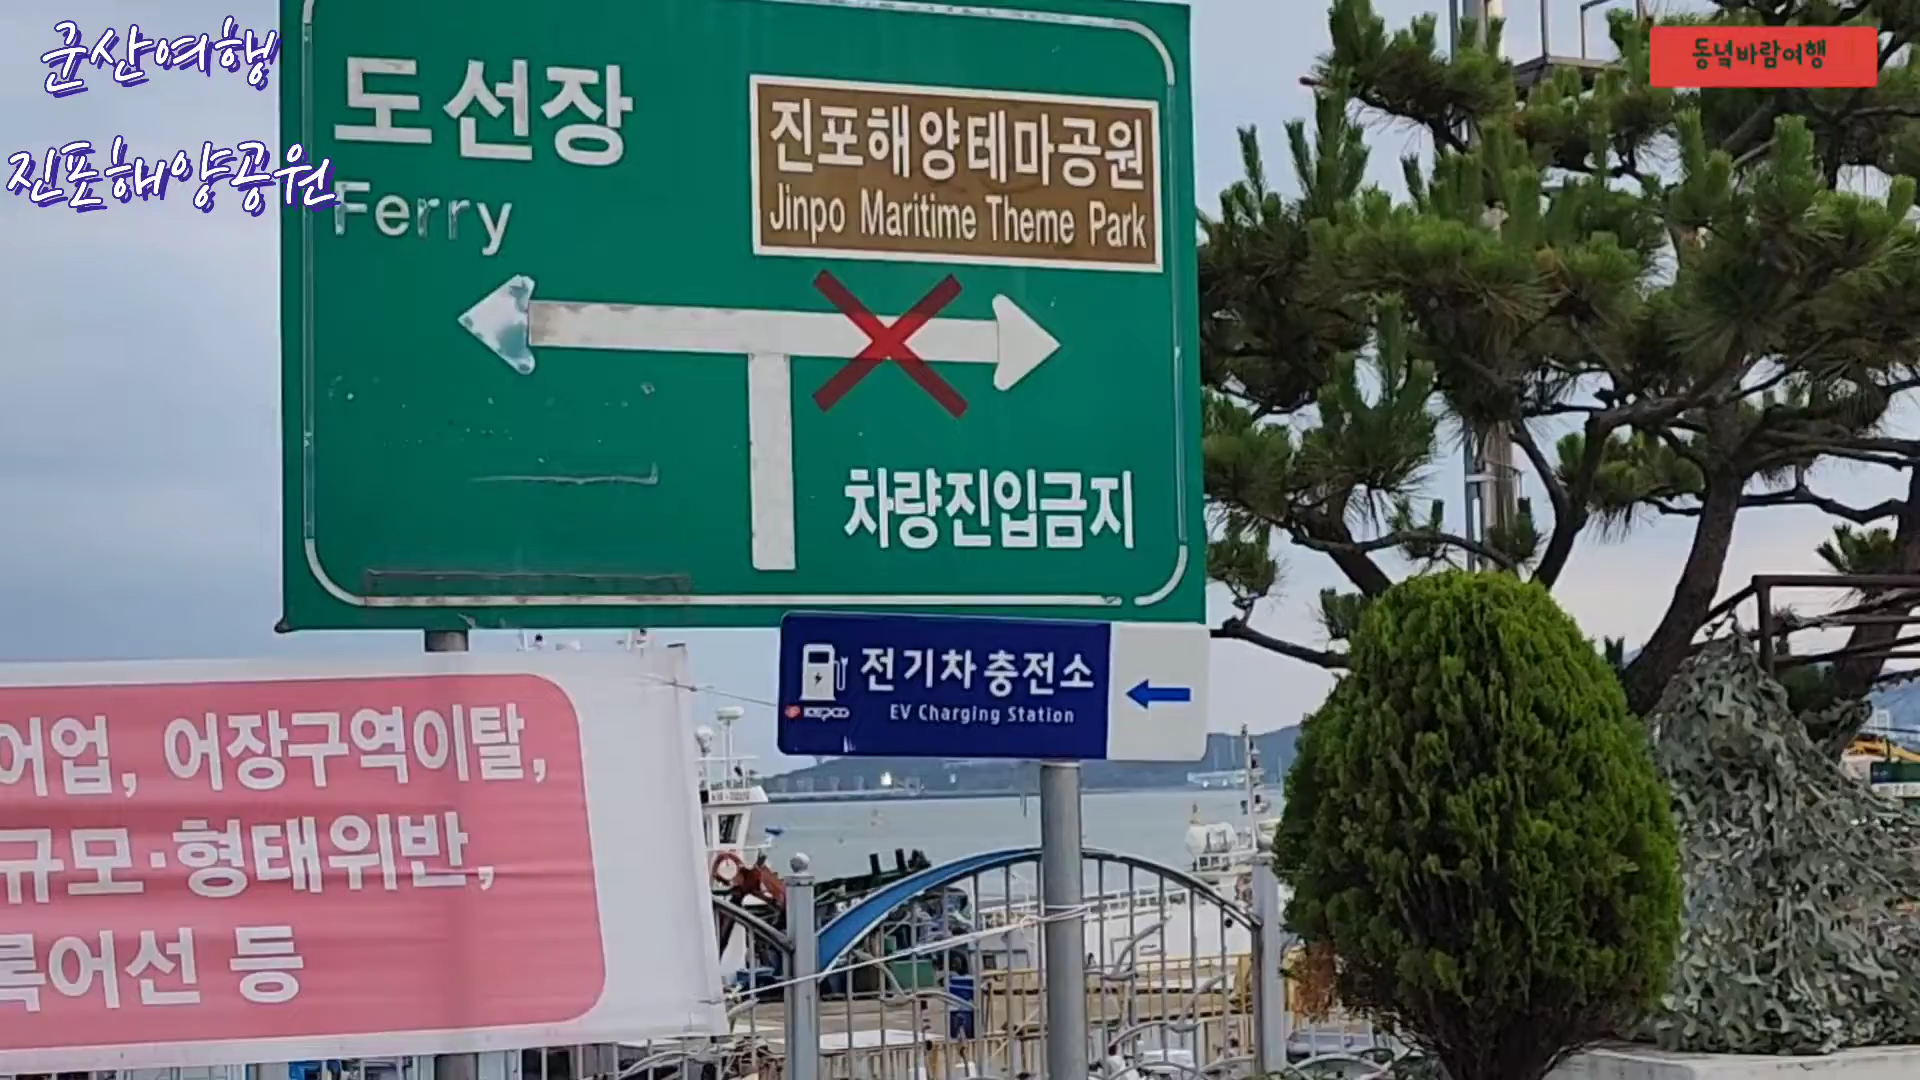 군산여행
진포해양공원
동녘바람여행
도선장
Ferry
진포해양테마공원
Jinpo Maritime Theme Park
차량진입금지
전기차충전소
KEPCO
EV Charging Station
어업, 어장구역이탈,
규모·형태위반,
록어선 등